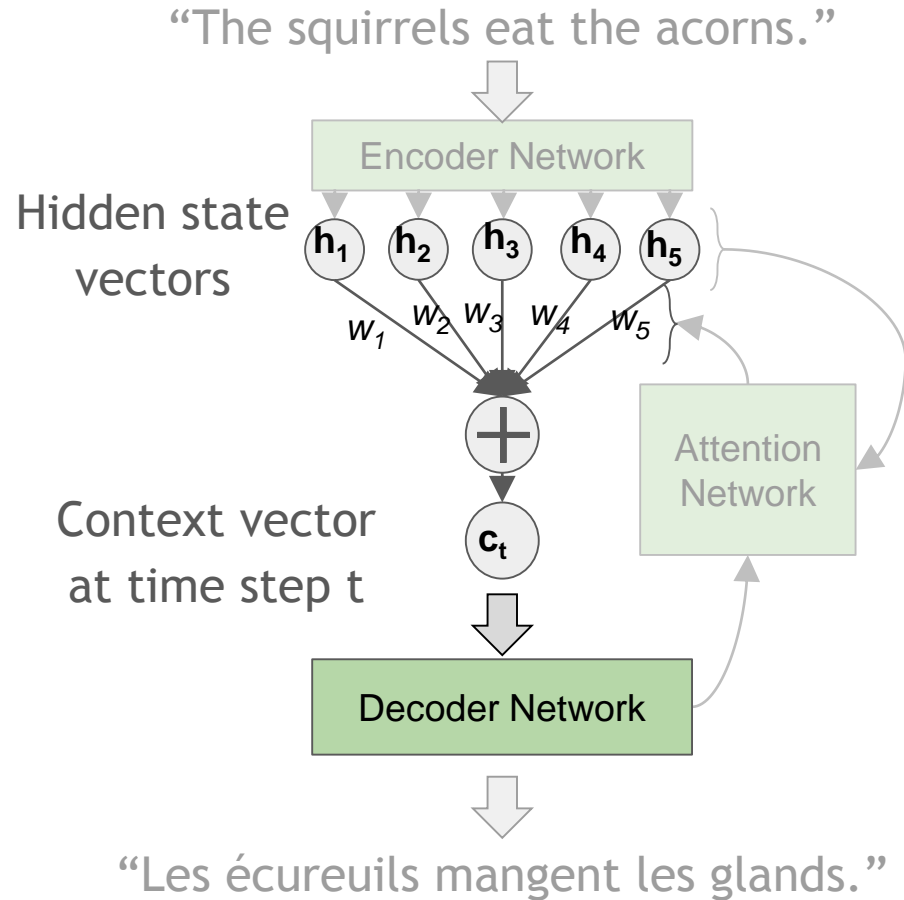 “The squirrels eat the acorns.”
Encoder Network
Hidden state
vectors
h₁ h₂ h₃ h₄ h₅
w₁ w₂ w₃ w₄ w₅
Attention
Network
Context vector
at time step t
cₜ
Decoder Network
“Les écureuils mangent les glands.”